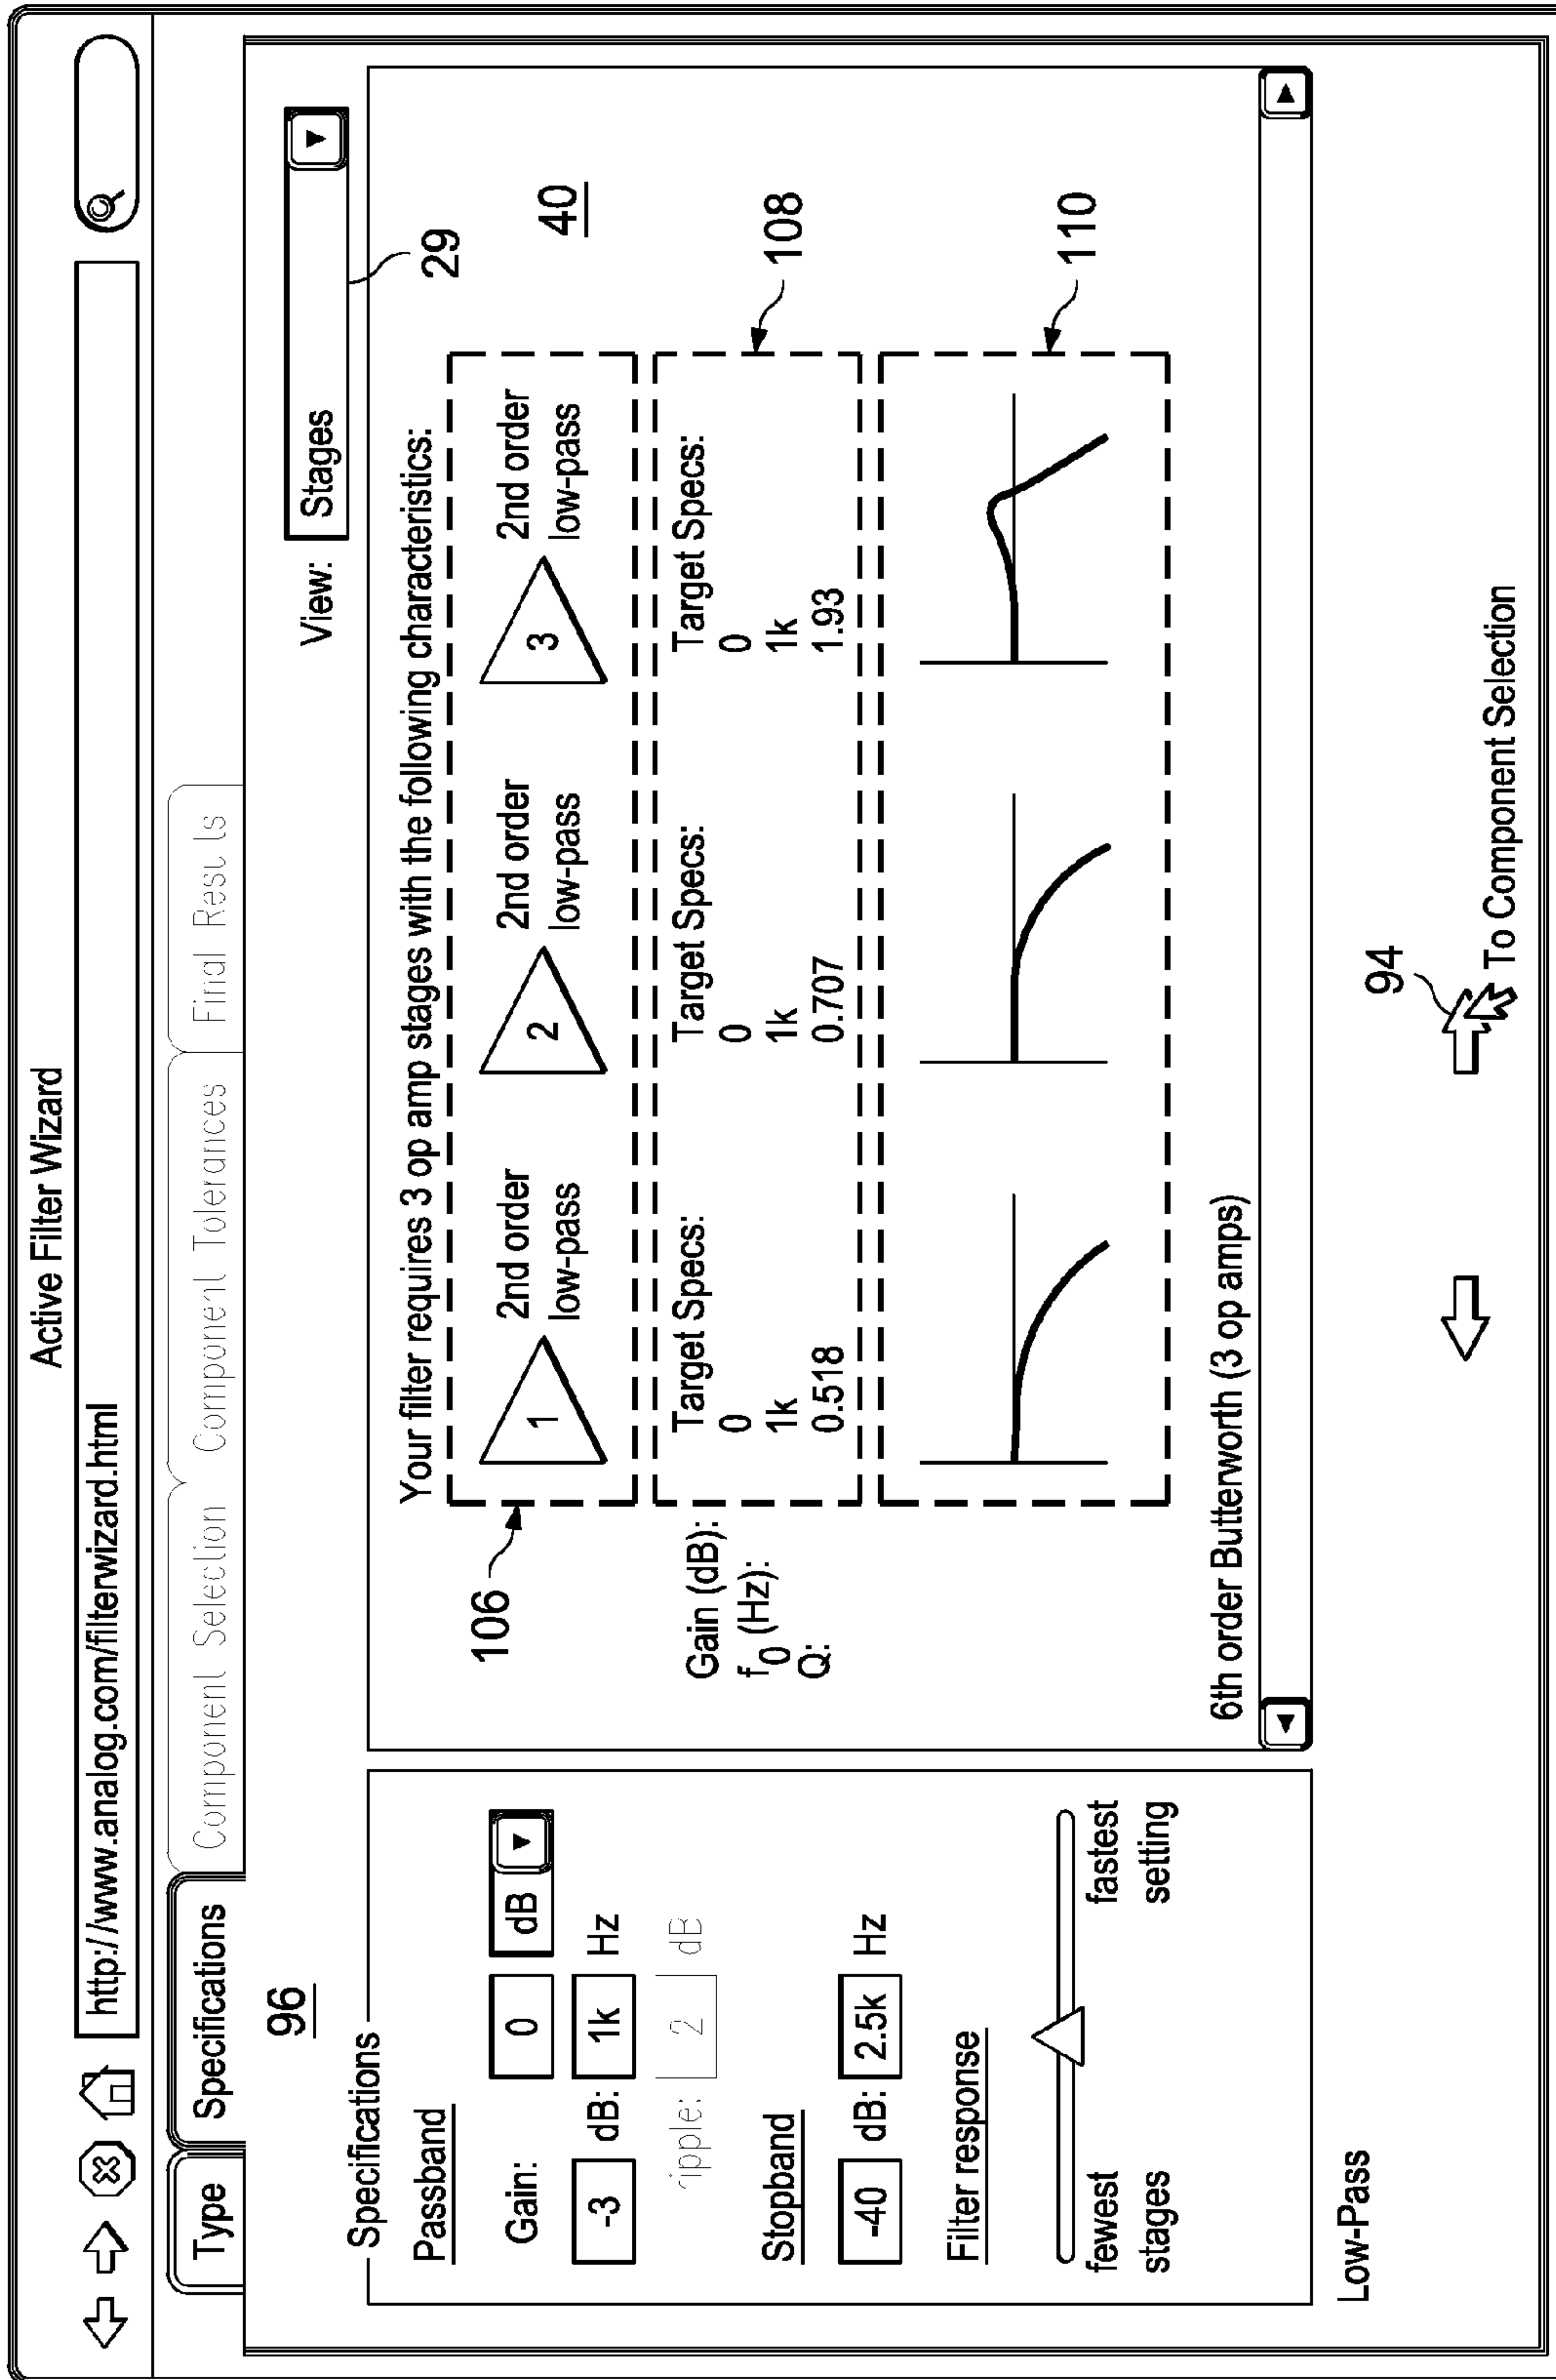 Active Filter Wizard
http://www.analog.com/filterwizard.html
Type
Specifications
Component Selection
Component Tolerances
Final Results
96
View:
Stages
29
Specifications
Passband
Gain:
0
dB
-3
dB:
1k
Hz
2
dB
Stopband
-40
dB:
2.5k
Hz
Filter response
fewest
stages
fastest
setting
Your filter requires 3 op amp stages with the following characteristics:
40
106
1
2nd order
low-pass
2
2nd order
low-pass
3
2nd order
low-pass
108
Gain (dB):
f0 (Hz):
Q:
Target Specs:
0
1k
0.518
Target Specs:
0
1k
0.707
Target Specs:
0
1k
1.93
110
6th order Butterworth (3 op amps)
Low-Pass
94
To Component Selection